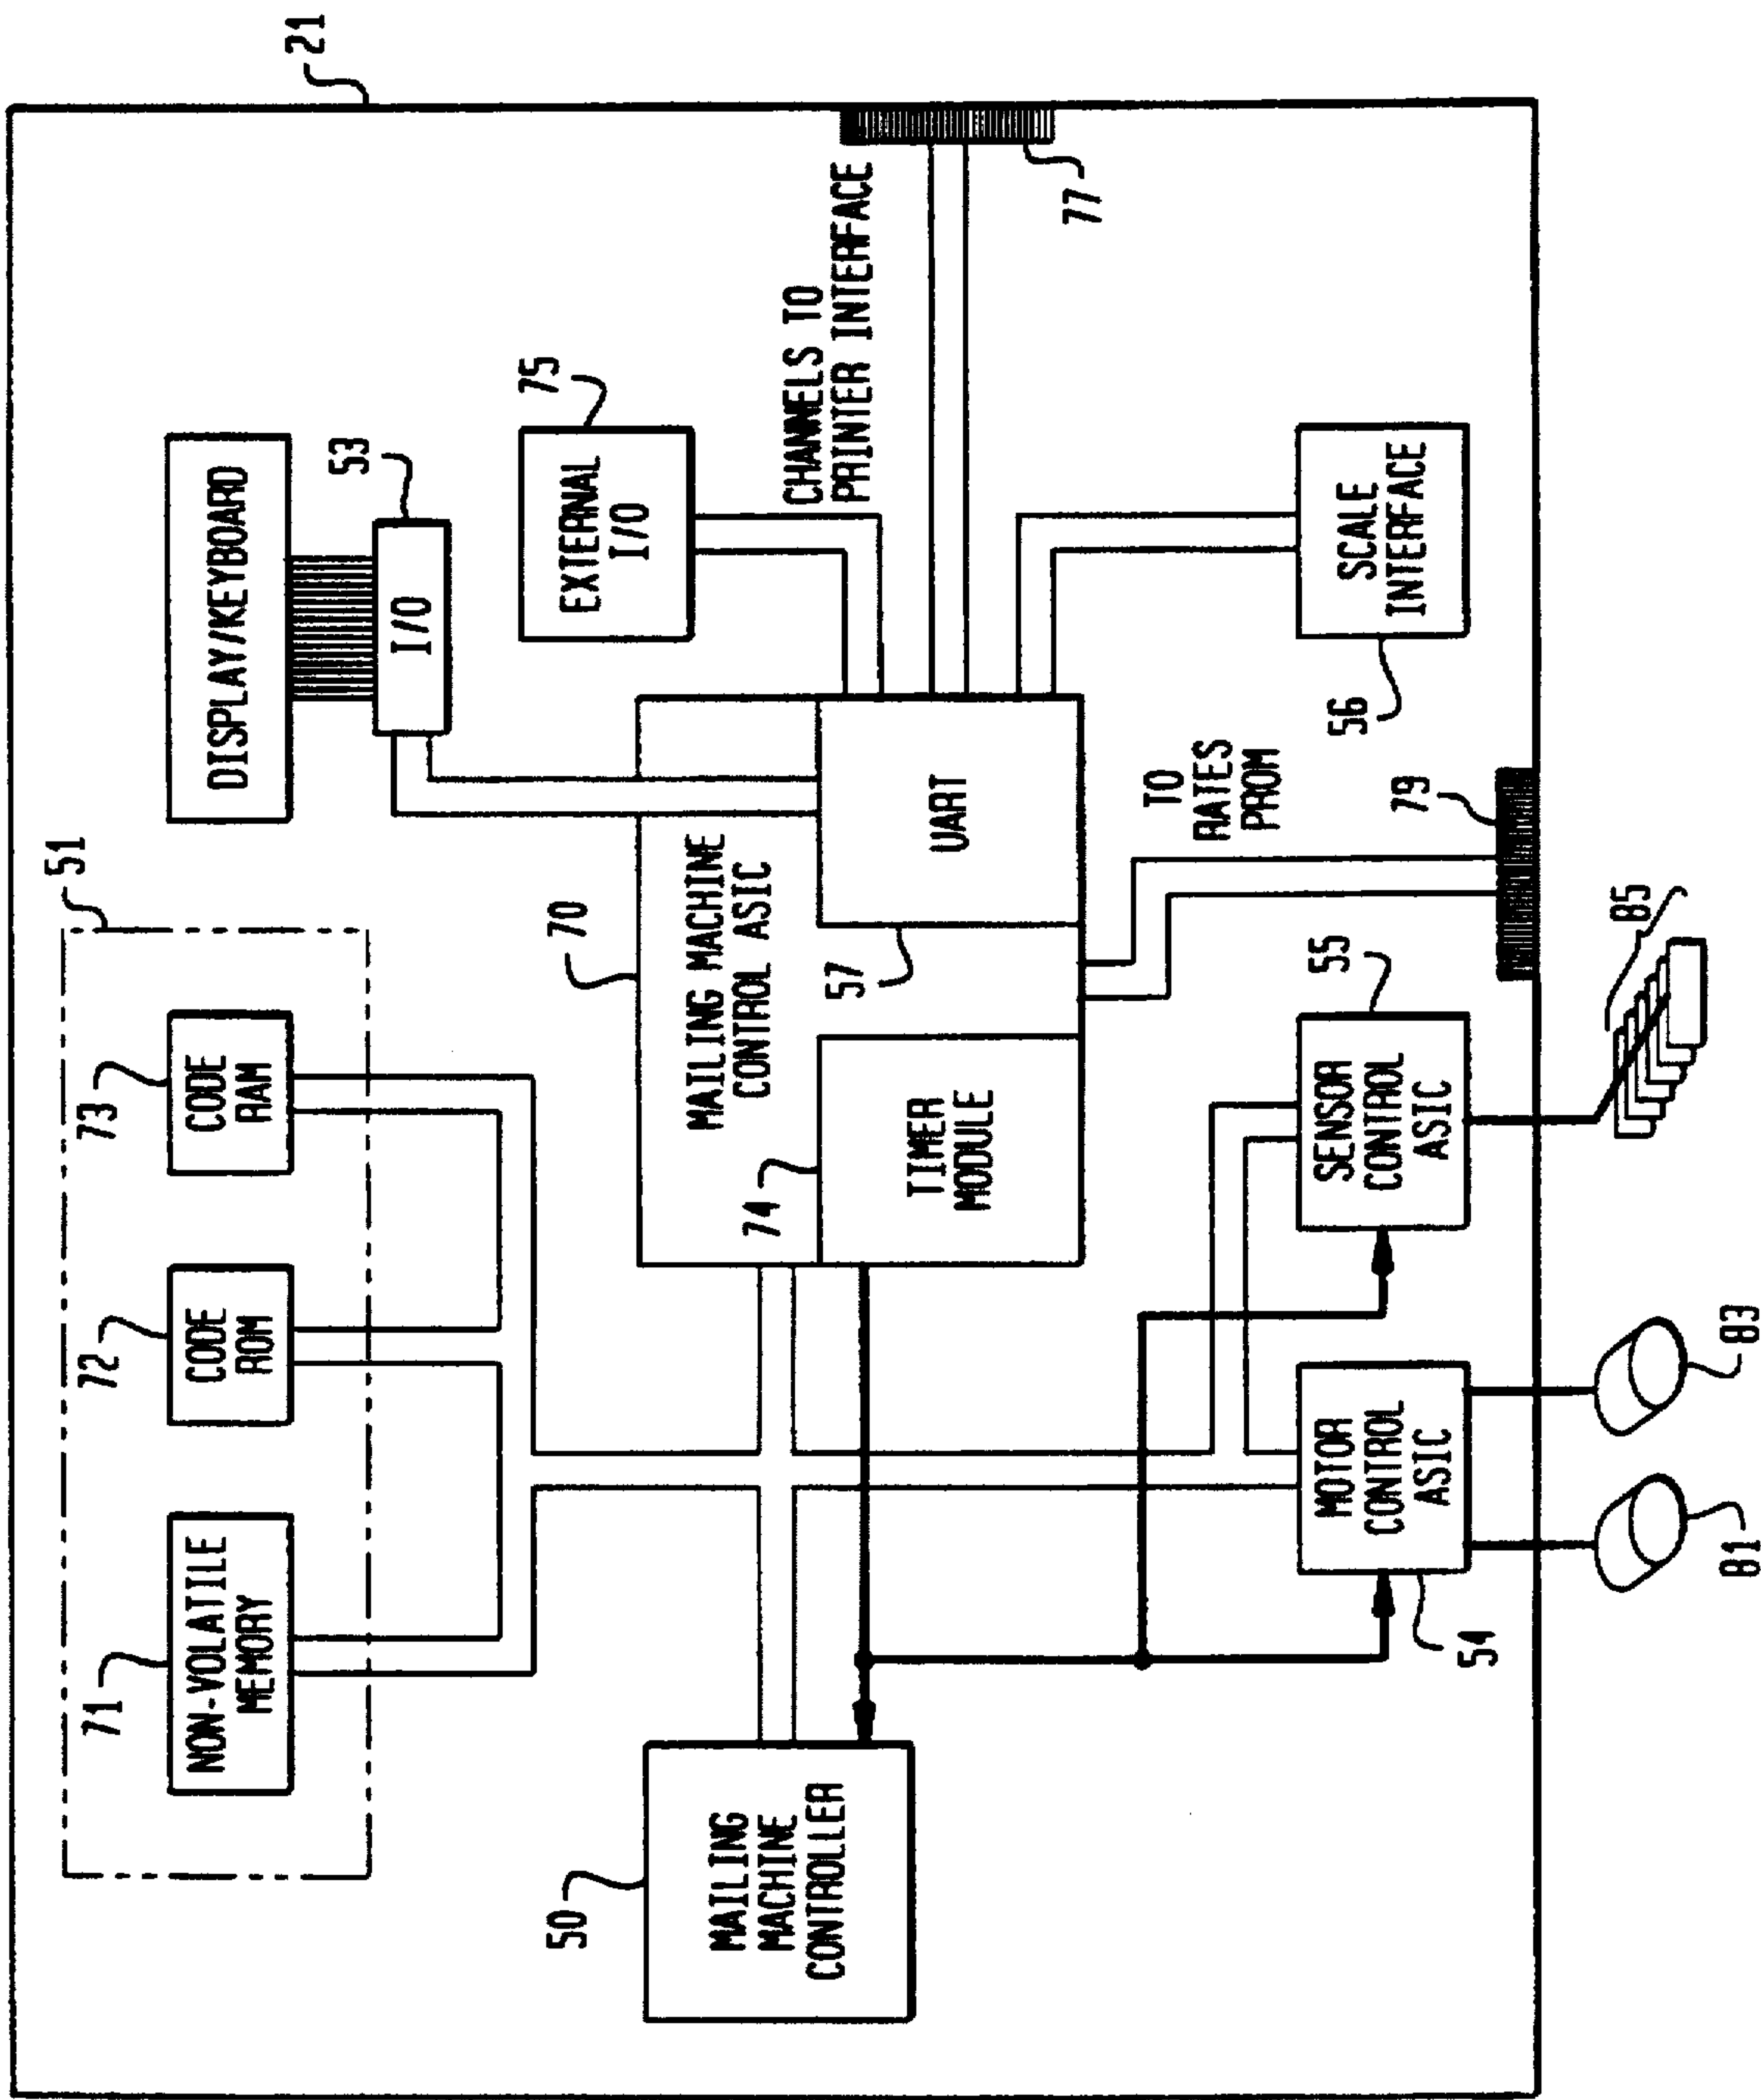 21
51
71
NON-VOLATILE
MEMORY
72
CODE
ROM
73
CODE
RAM
DISPLAY/KEYBOARD
53
I/O
75
EXTERNAL
I/O
50
MAILING
MACHINE
CONTROLLER
70
MAILING MACHINE
CONTROL ASIC
74
TIMER
MODULE
57
UART
CHANNELS TO
PRINTER INTERFACE
77
TO
RATES
PROM
79
54
MOTOR
CONTROL
ASIC
55
SENSOR
CONTROL
ASIC
56
SCALE
INTERFACE
81
83
85